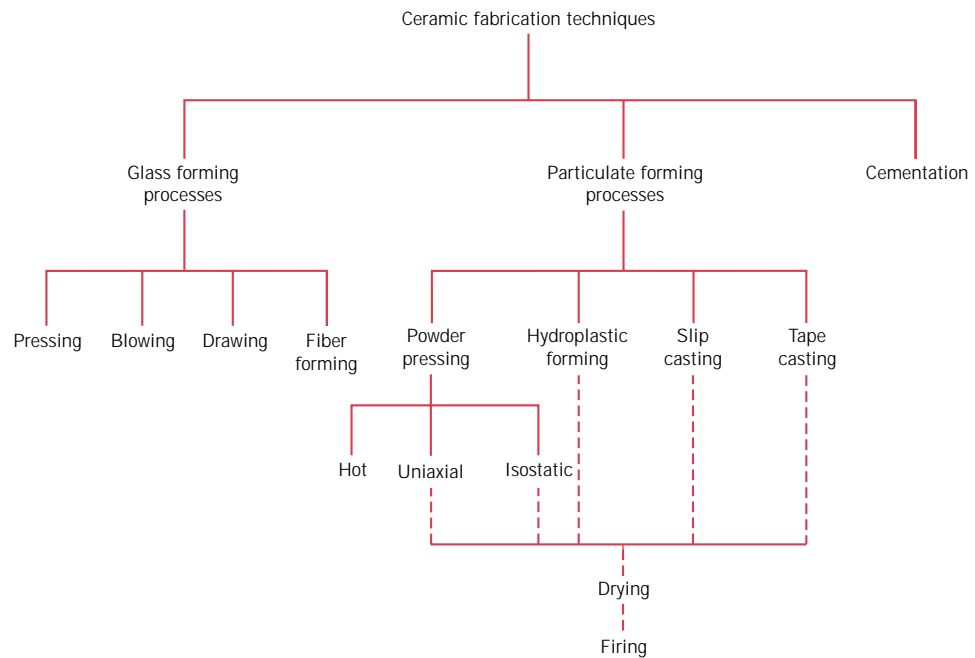 Ceramic fabrication techniques
Glass forming
processes
Particulate forming
processes
Cementation
Pressing
Blowing
Drawing
Fiber
forming
Powder
pressing
Hydroplastic
forming
Slip
casting
Tape
casting
Hot
Uniaxial
Isostatic
Drying
Firing